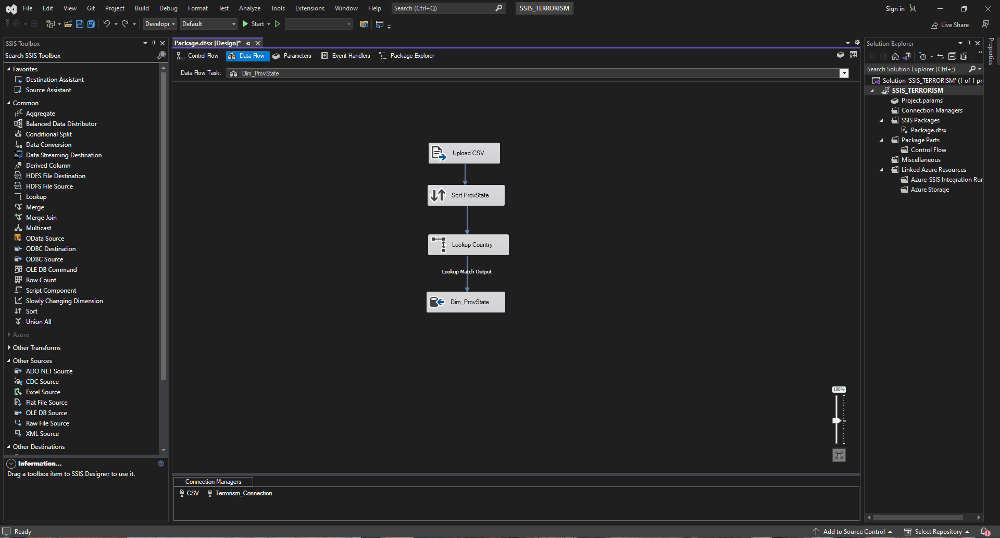 File Edit View Git Project Build Debug Format Test Analyze Tools Extensions Window Help Search (Ctrl+Q) SSIS_TERRORISM Sign in
Develop Default Start Live Share
SSIS Toolbox
Search SSIS Toolbox
Favorites
Destination Assistant
Source Assistant
Common
Aggregate
Balanced Data Distributor
Conditional Split
Data Conversion
Data Streaming Destination
Derived Column
HDFS File Destination
HDFS File Source
Lookup
Merge
Merge Join
Multicast
OData Source
ODBC Destination
ODBC Source
OLE DB Command
Row Count
Script Component
Slowly Changing Dimension
Sort
Union All
Azure
Other Transforms
Other Sources
ADO NET Source
CDC Source
Excel Source
Flat File Source
OLE DB Source
Raw File Source
XML Source
Other Destinations
Information...
Drag a toolbox item to SSIS Designer to use it.
Package.dtsx [Design]*
Control Flow Data Flow Parameters Event Handlers Package Explorer
Data Flow Task: Dim_ProvState
Upload CSV
Sort ProvState
Lookup Country
Lookup Match Output
Dim_ProvState
100%
Connection Managers
CSV Terrorism_Connection
Solution Explorer
Search Solution Explorer (Ctrl+;)
Solution 'SSIS_TERRORISM' (1 of 1 pr
SSIS_TERRORISM
Project.params
Connection Managers
SSIS Packages
Package.dtsx
Package Parts
Control Flow
Miscellaneous
Linked Azure Resources
Azure-SSIS Integration Run
Azure Storage
Properties
Ready Add to Source Control Select Repository 1